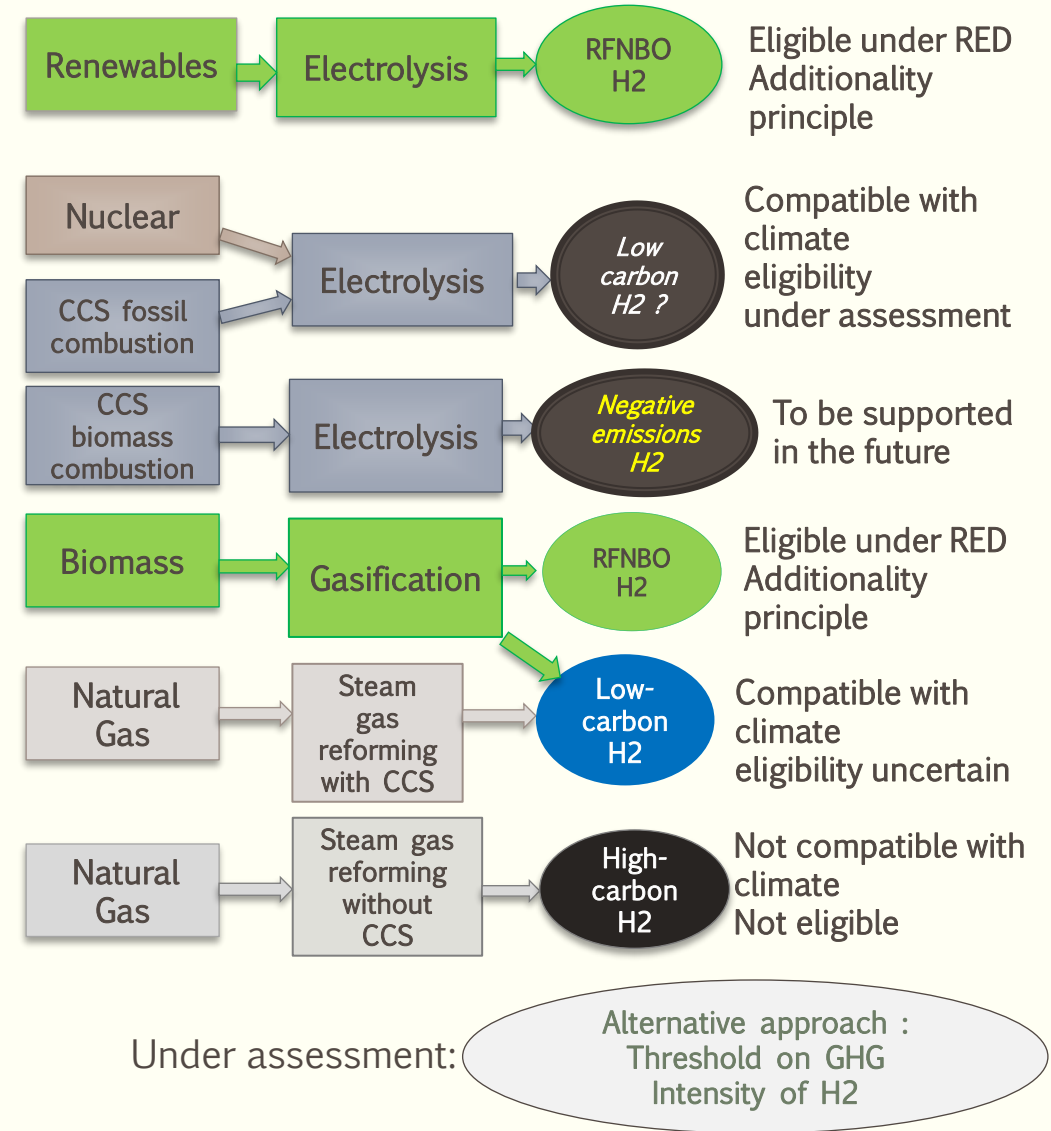 Renewables
Electrolysis
RFNBO
H2
Eligible under RED
Additionality
principle
Nuclear
CCS fossil
combustion
Electrolysis
Low
carbon
H2 ?
Compatible with
climate
eligibility
under assessment
CCS
biomass
combustion
Electrolysis
Negative
emissions
H2
To be supported
in the future
Biomass
Gasification
RFNBO
H2
Eligible under RED
Additionality
principle
Natural
Gas
Steam
gas
reforming
with CCS
Low-
carbon
H2
Compatible with
climate
eligibility uncertain
Natural
Gas
Steam gas
reforming
without
CCS
High-
carbon
H2
Not compatible with
climate
Not eligible
Under assessment:
Alternative approach :
Threshold on GHG
Intensity of H2